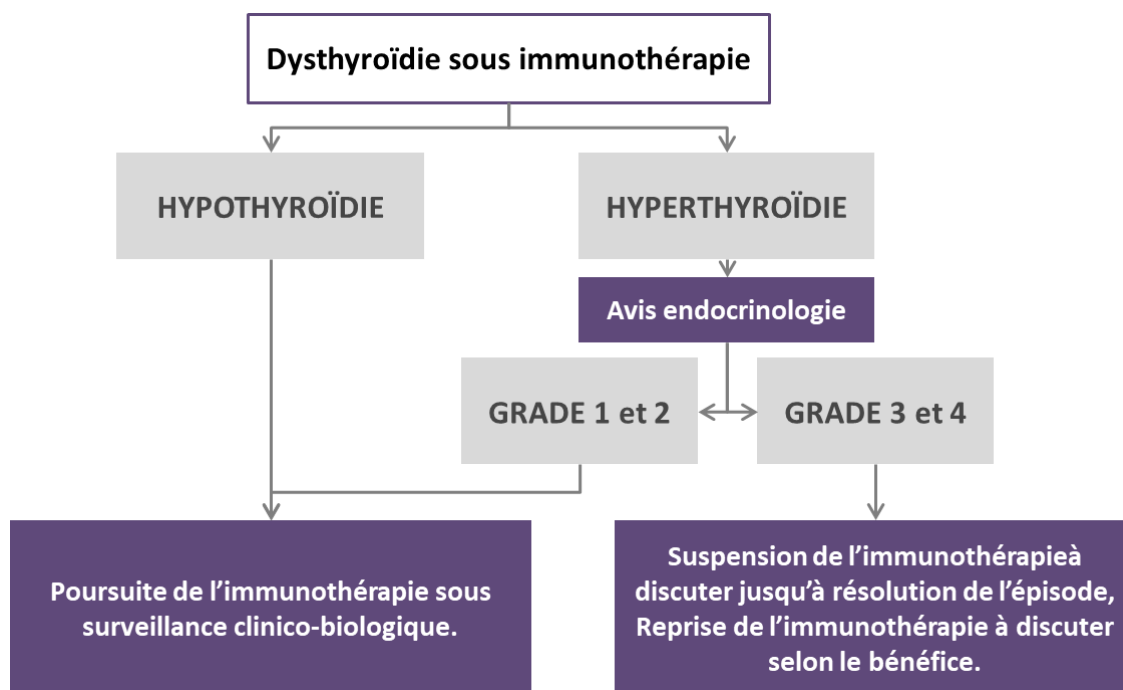 Dysthyroïdie sous immunothérapie
HYPOTHYROÏDIE
HYPERTHYROÏDIE
Avis endocrinologie
GRADE 1 et 2
GRADE 3 et 4
Poursuite de l’immunothérapie sous
surveillance clinico-biologique.
Suspension de l’immunothérapieà
discuter jusqu’à résolution de l’épisode,
Reprise de l’immunothérapie à discuter
selon le bénéfice.